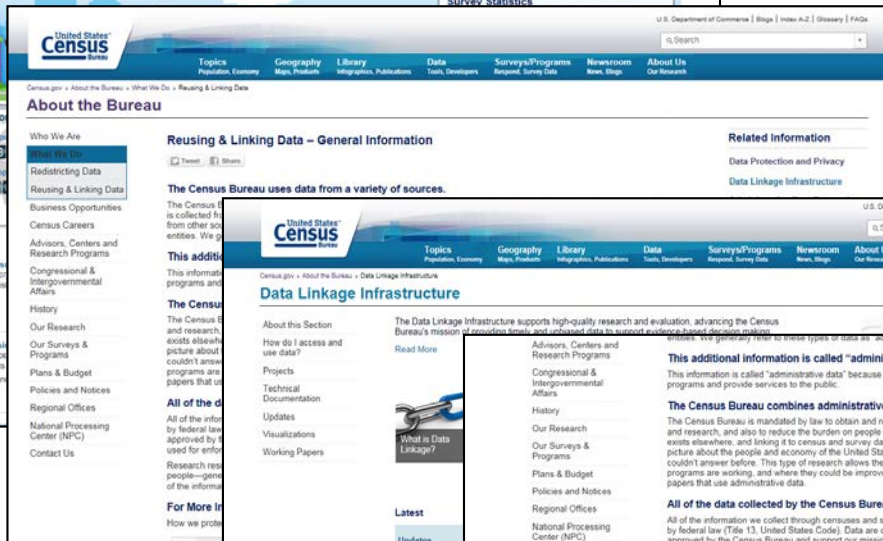 Survey Statistics
U.S. Department of Commerce | Blogs | Index A-Z | Glossary | FAQs
United States®
Census
Bureau
Search
Topics
Population, Economy
Geography
Maps, Products
Library
Infographics, Publications
Data
Tools, Developers
Surveys/Programs
Respond, Survey Data
Newsroom
News, Blogs
About Us
Our Research
Census.gov › About the Bureau › What We Do › Reusing & Linking Data
About the Bureau
Who We Are
What We Do
Redistricting Data
Reusing & Linking Data
Business Opportunities
Census Careers
Advisors, Centers and
Research Programs
Congressional &
Intergovernmental
Affairs
History
Our Research
Our Surveys &
Programs
Plans & Budget
Policies and Notices
Regional Offices
National Processing
Center (NPC)
Contact Us
Reusing & Linking Data – General Information
Tweet Share
The Census Bureau uses data from a variety of sources.
The Census B
is collected fro
from other sou
entities. We g
This additio
This informati
programs and
The Censu
The Census B
and research,
exists elsewh
picture about
couldn't answ
programs are
papers that us
All of the d
All of the infor
by federal law
approved by t
used for enfor
Research resu
people—gene
of the informa
For More In
How we prote
Related Information
Data Protection and Privacy
Data Linkage Infrastructure
U.S. D
United States®
Census
Bureau
Topics
Population, Economy
Geography
Maps, Products
Library
Infographics, Publications
Data
Tools, Developers
Surveys/Programs
Respond, Survey Data
Newsroom
News, Blogs
About U
Our Resea
Census.gov › About the Bureau › Data Linkage Infrastructure
Data Linkage Infrastructure
About this Section
How do I access and
use data?
Projects
Technical
Documentation
Updates
Visualizations
Working Papers
The Data Linkage Infrastructure supports high-quality research and evaluation, advancing the Census
Bureau's mission of providing timely and unbiased data to support evidence-based decision making.
Read More
What is Data
Linkage?
Latest
Updates
Advisors, Centers and
Research Programs
Congressional &
Intergovernmental
Affairs
History
Our Research
Our Surveys &
Programs
Plans & Budget
Policies and Notices
Regional Offices
National Processing
Center (NPC)
entities. We generally refer to these types of data as "ad
This additional information is called "admini
This information is called "administrative data" because
programs and provide services to the public.
The Census Bureau combines administrative
The Census Bureau is mandated by law to obtain and r
and research, and also to reduce the burden on people
exists elsewhere, and linking it to census and survey da
picture about the people and economy of the United Sta
couldn't answer before. This type of research allows the
programs are working, and where they could be improve
papers that use administrative data.
All of the data collected by the Census Burea
All of the information we collect through censuses and s
by federal law (Title 13, United States Code). Data are c
approved by the Census Bureau and support our missio